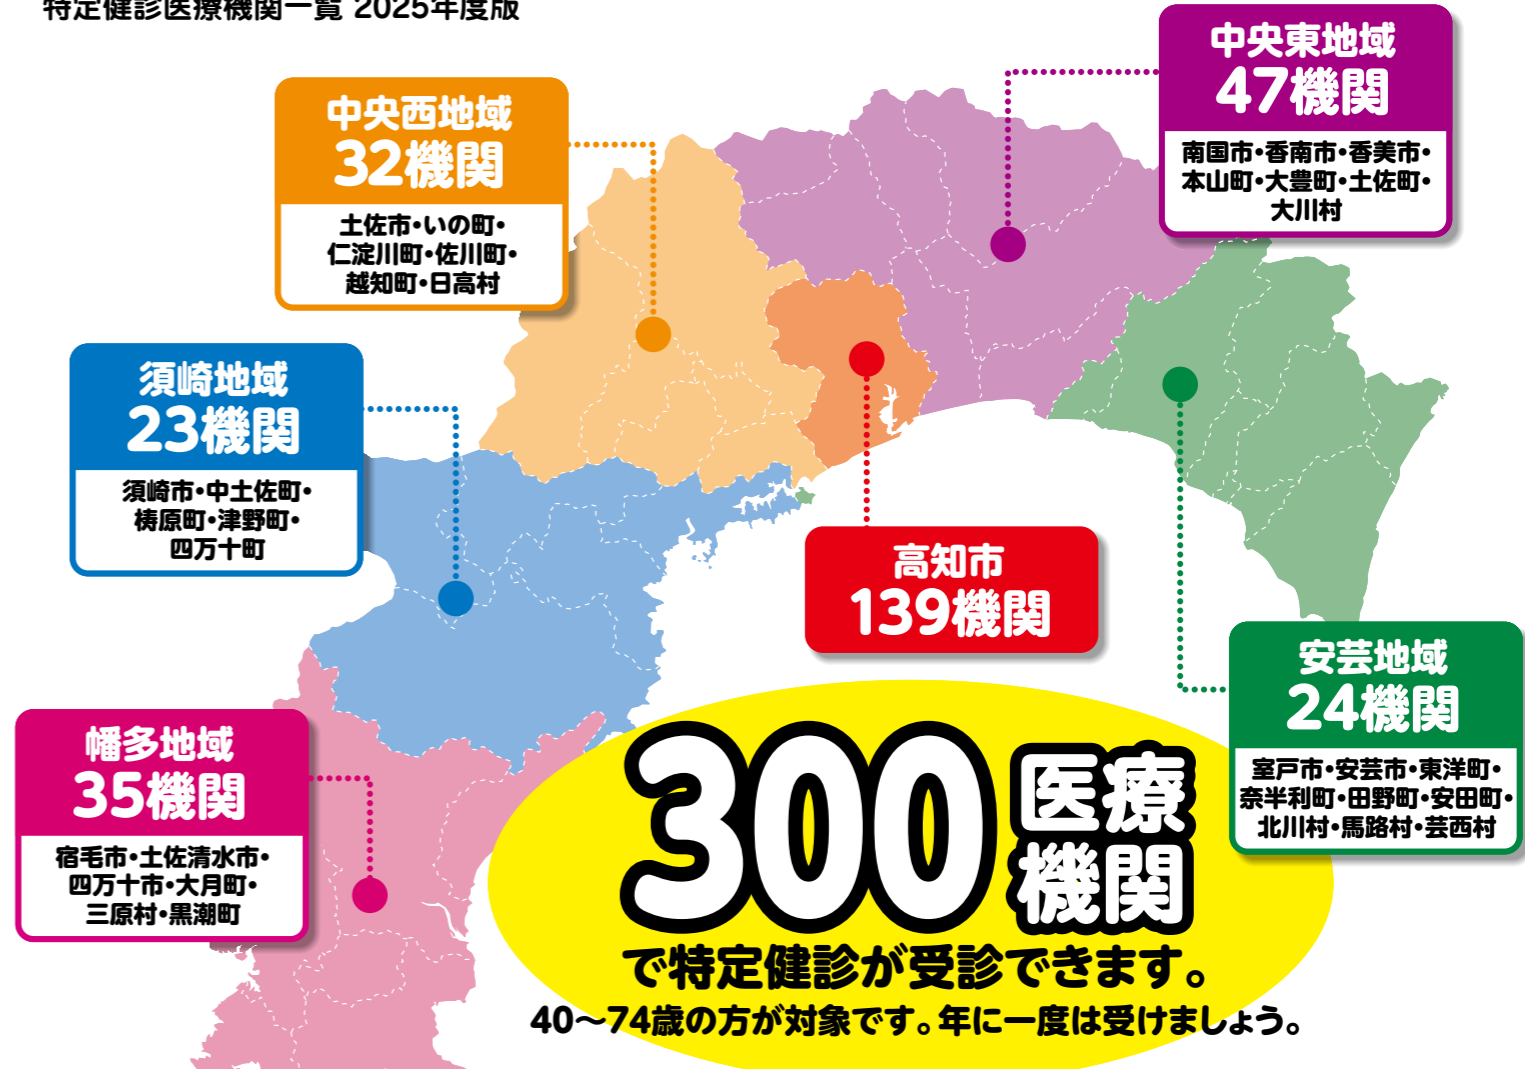 特定健診医療機関一覧 2025年度版
中央東地域
47機関
南国市・香南市・香美市・
本山町・大豊町・土佐町・
大川村
中央西地域
32機関
土佐市・いの町・
仁淀川町・佐川町・
越知町・日高村
須崎地域
23機関
須崎市・中土佐町・
梼原町・津野町・
四万十町
高知市
139機関
安芸地域
24機関
室戸市・安芸市・東洋町・
奈半利町・田野町・安田町・
北川村・馬路村・芸西村
幡多地域
35機関
宿毛市・土佐清水市・
四万十市・大月町・
三原村・黒潮町
300医療
機関
で特定健診が受診できます。
40〜74歳の方が対象です。年に一度は受けましょう。